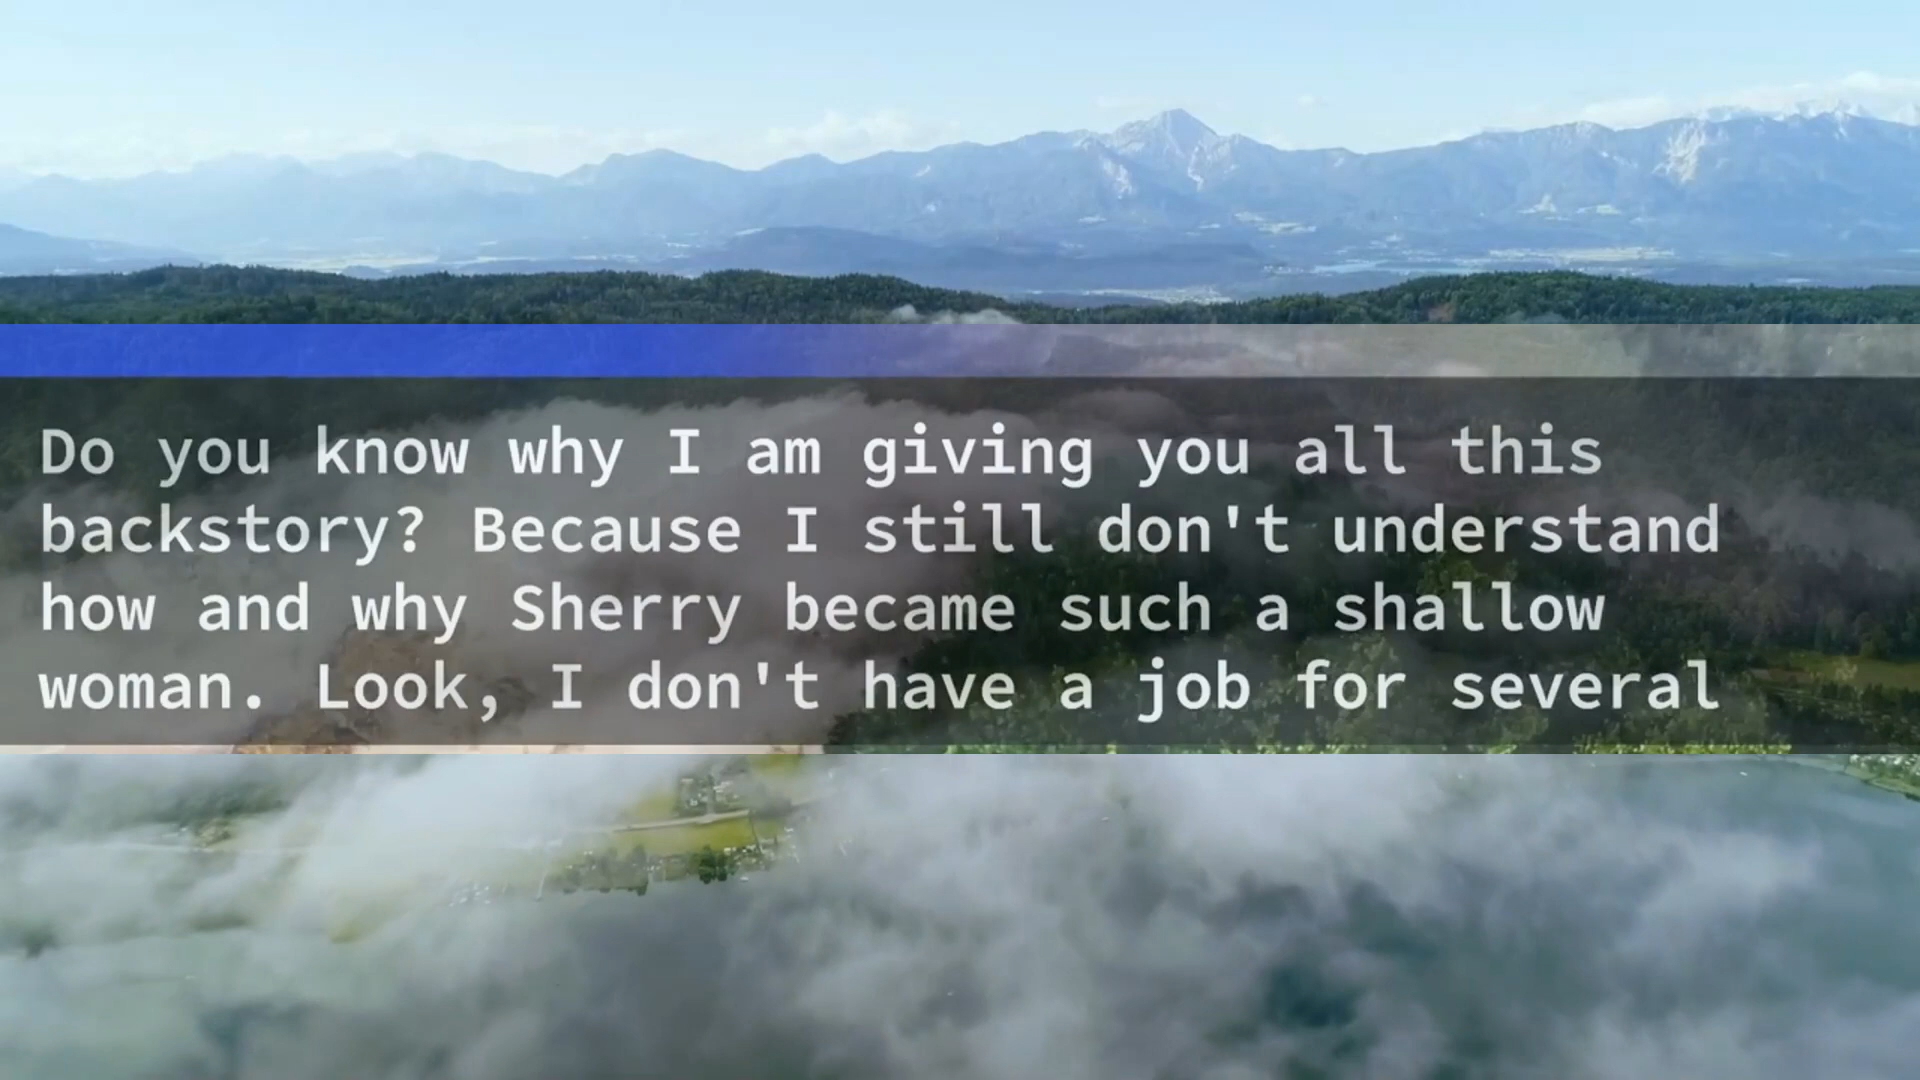 Do you know why I am giving you all this
backstory? Because I still don't understand
how and why Sherry became such a shallow
woman. Look, I don't have a job for several